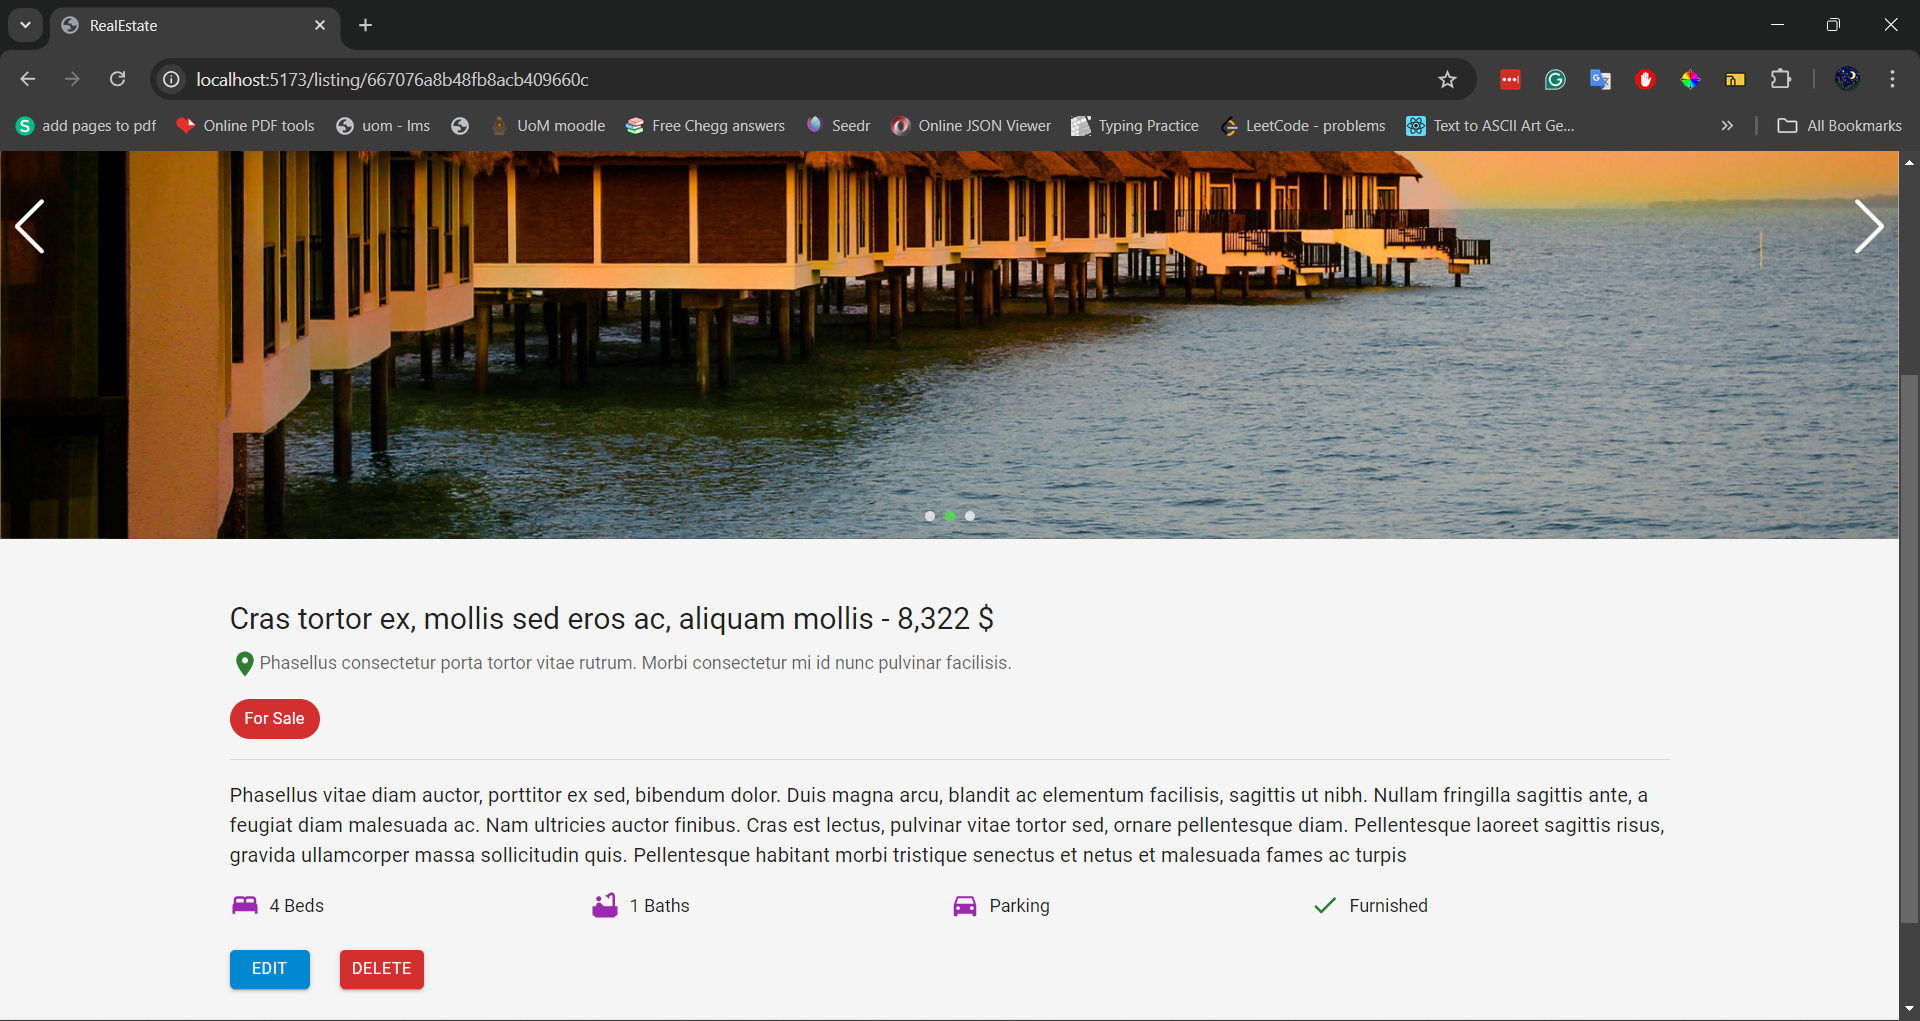 RealEstate
localhost:5173/listing/667076a8b48fb8acb409660c
add pages to pdf Online PDF tools uom - lms UoM moodle Free Chegg answers Seedr Online JSON Viewer Typing Practice LeetCode - problems Text to ASCII Art Ge... All Bookmarks
Cras tortor ex, mollis sed eros ac, aliquam mollis - 8,322 $
Phasellus consectetur porta tortor vitae rutrum. Morbi consectetur mi id nunc pulvinar facilisis.
For Sale
Phasellus vitae diam auctor, porttitor ex sed, bibendum dolor. Duis magna arcu, blandit ac elementum facilisis, sagittis ut nibh. Nullam fringilla sagittis ante, a
feugiat diam malesuada ac. Nam ultricies auctor finibus. Cras est lectus, pulvinar vitae tortor sed, ornare pellentesque diam. Pellentesque laoreet sagittis risus,
gravida ullamcorper massa sollicitudin quis. Pellentesque habitant morbi tristique senectus et netus et malesuada fames ac turpis
4 Beds 1 Baths Parking Furnished
EDIT DELETE